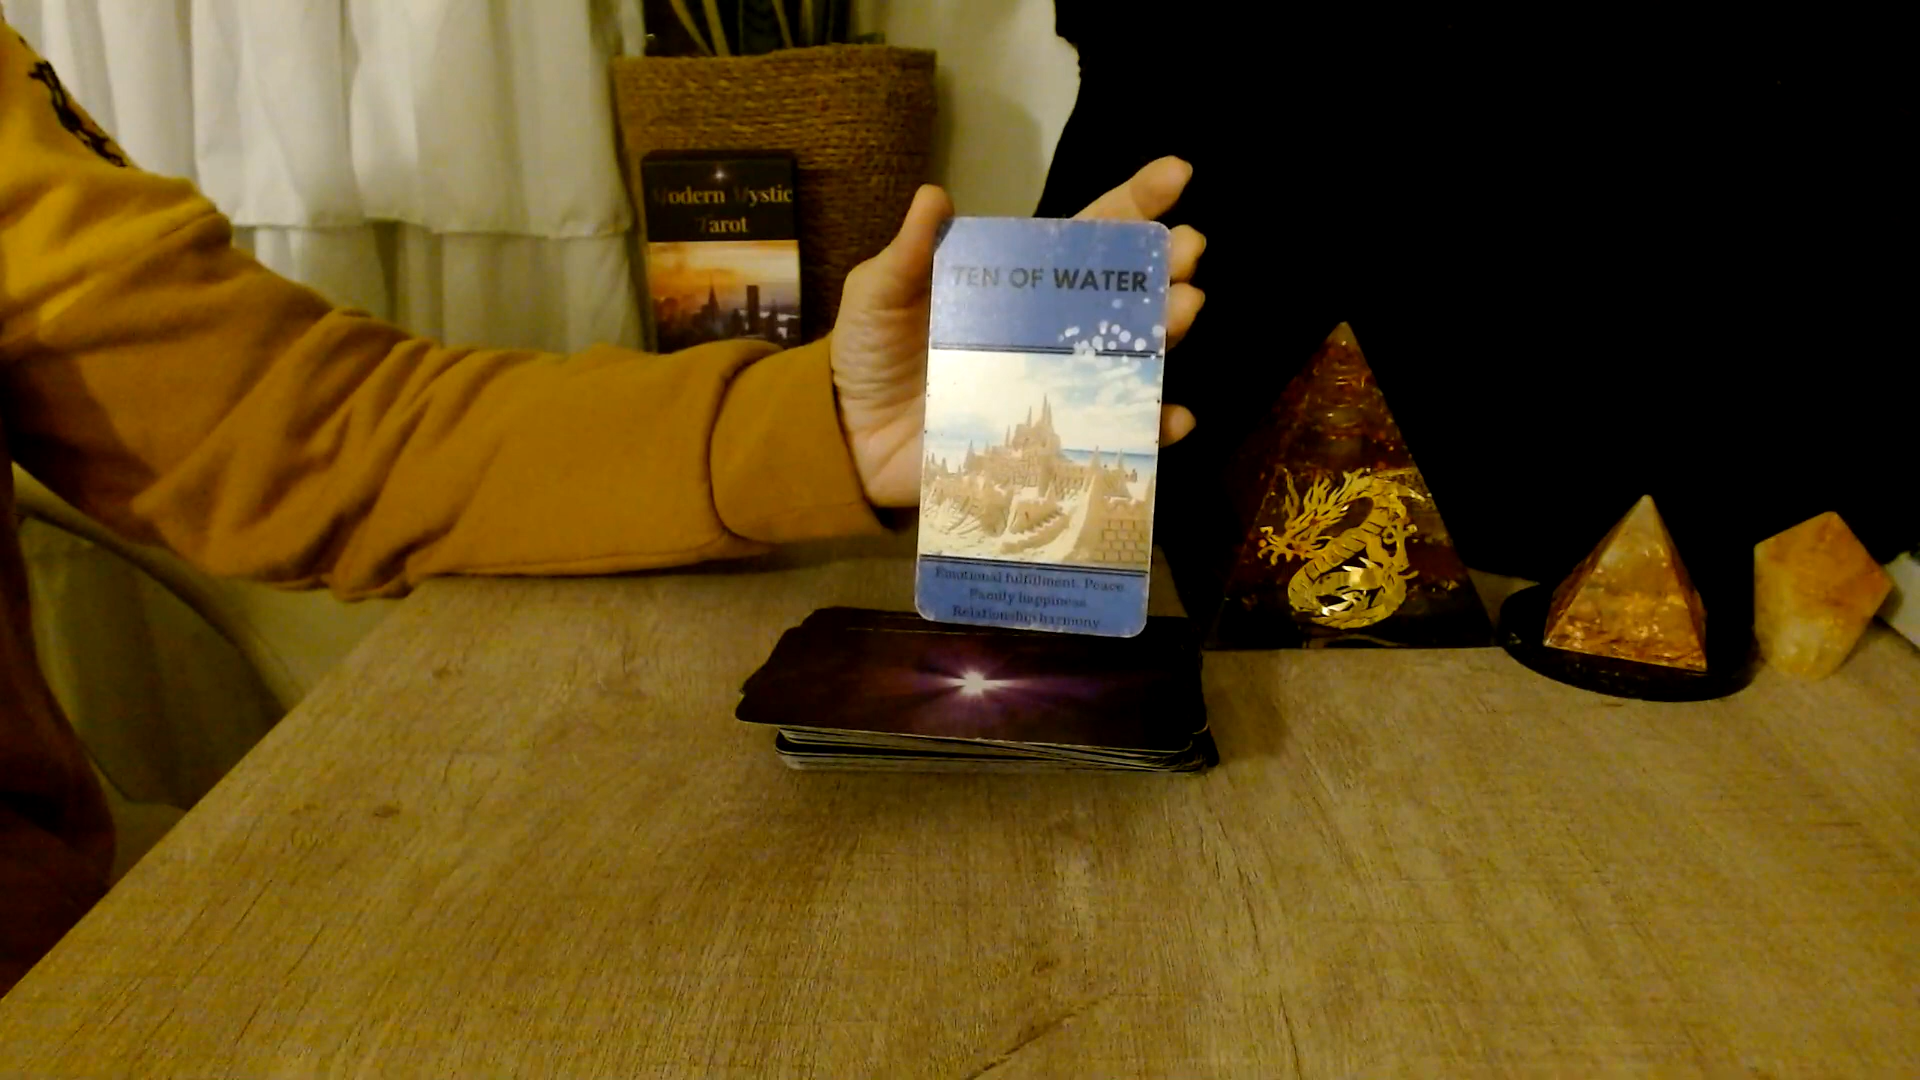 Modern Mystic
Tarot
TEN OF WATER
Emotional fulfillment. Peace
Family happiness
Relationship harmony